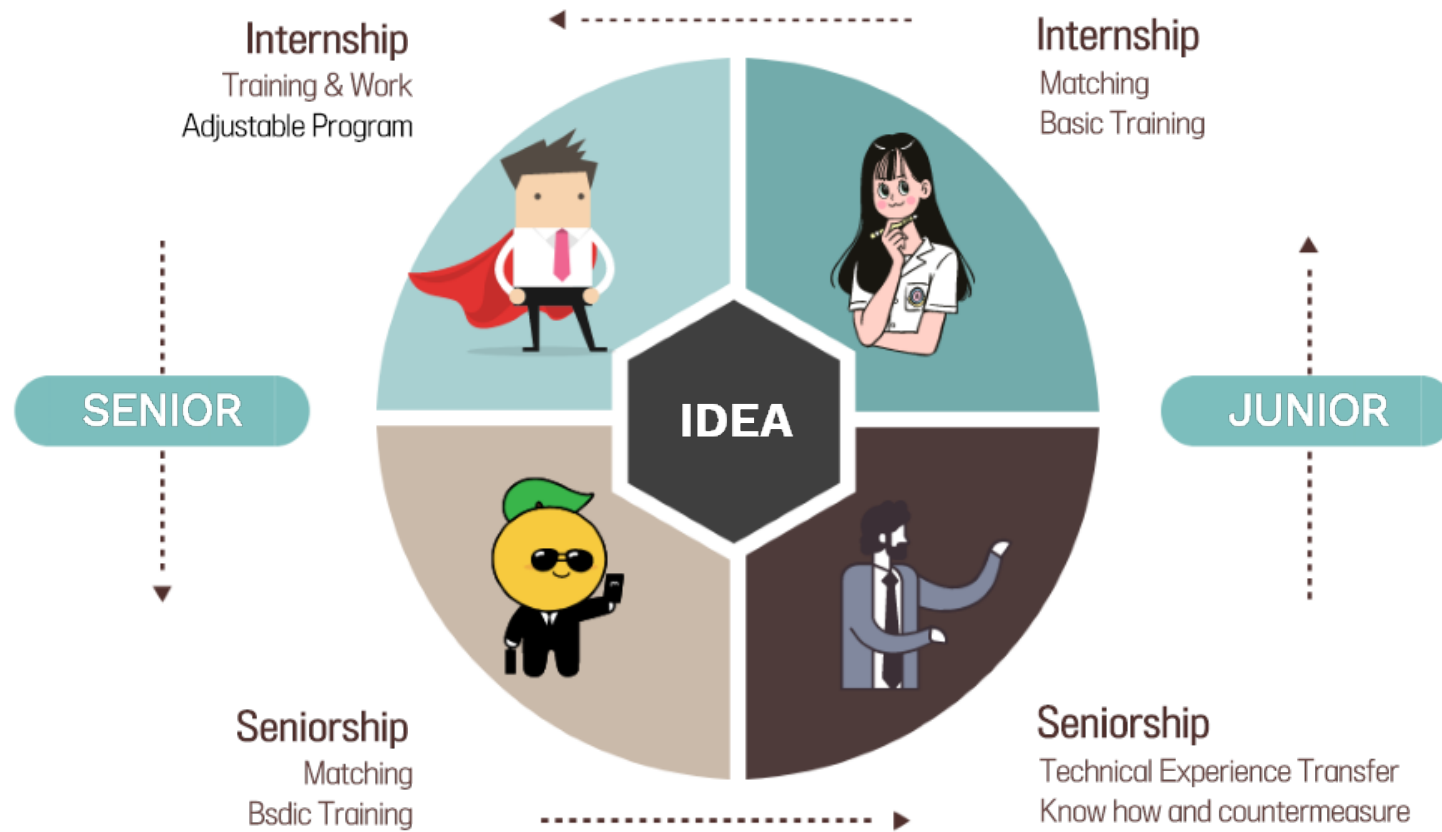 Internship
Training & Work
Adjustable Program
Internship
Matching
Basic Training
SENIOR
IDEA
JUNIOR
Seniorship
Matching
Bsdic Training
Seniorship
Technical Experience Transfer
Know how and countermeasure